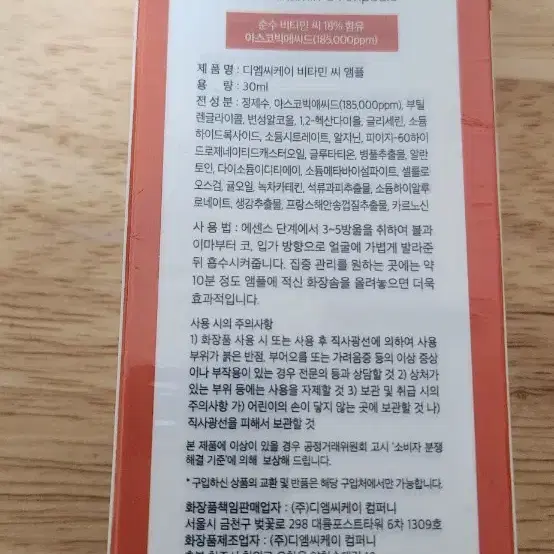 순수 비타민 씨 18% 함유
아스코빅애씨드(185,000ppm)
제 품 명 : 디엠씨케이 비타민 씨 앰플
용 량 : 30ml
전 성 분 : 정제수, 아스코빅애씨드(185,000ppm), 부틸
렌글라이콜, 변성알코올, 1,2-헥산다이올, 글리세린, 소듐
하이드록사이드, 소듐시트레이트, 알지닌, 피이지-60하이
드로제네이티드캐스터오일, 글루타티온, 병풀추출물, 알란
토인, 다이소듐이디티에이, 소듐메타바이설파이트, 셀룰로
오스검, 귤오일, 녹차카테킨, 석류과피추출물, 소듐하이알루
로네이트, 생강추출물, 프랑스해안송껍질추출물, 카르노신
사 용 법 : 에센스 단계에서 3~5방울을 취하여 볼과
이마부터 코, 입가 방향으로 얼굴에 가볍게 발라준
뒤 흡수시켜줍니다. 집중 관리를 원하는 곳에는 약
10분 정도 앰플에 적신 화장솜을 올려놓으면 더욱
효과적입니다.
사용 시의 주의사항
1) 화장품 사용 시 또는 사용 후 직사광선에 의하여 사용
부위가 붉은 반점, 부어오름 또는 가려움증 등의 이상 증상
이나 부작용이 있는 경우 전문의 등과 상담할 것 2) 상처가
있는 부위 등에는 사용을 자제할 것 3) 보관 및 취급 시의
주의사항 가) 어린이의 손이 닿지 않는 곳에 보관할 것 나)
직사광선을 피해서 보관할 것
본 제품에 이상이 있을 경우 공정거래위원회 고시 '소비자 분쟁
해결 기준'에 의해 보상해 드립니다.
* 구입하신 상품의 교환 및 반품은 해당 구입처에서만 가능합니다.
화장품책임판매업자 : (주)디엠씨케이 컴퍼니
서울시 금천구 벚꽃로 298 대륭포스트타워 6차 1309호
화장품제조업자 : (주)디엠씨케이 컴퍼니